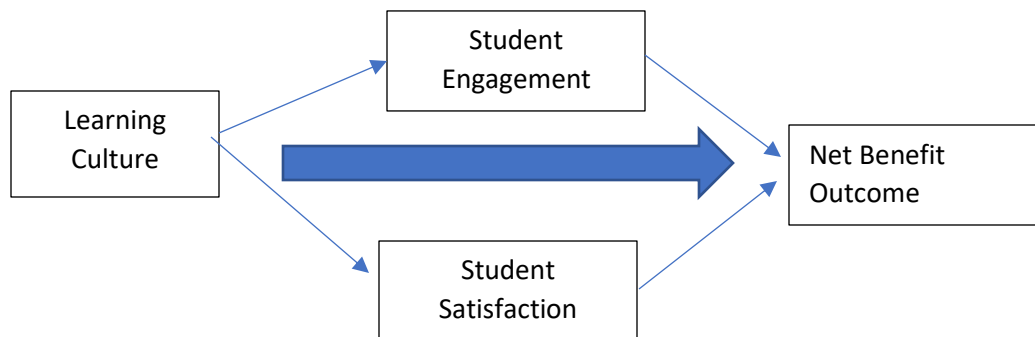 Student
Engagement
Learning
Culture
Net Benefit
Outcome
Student
Satisfaction